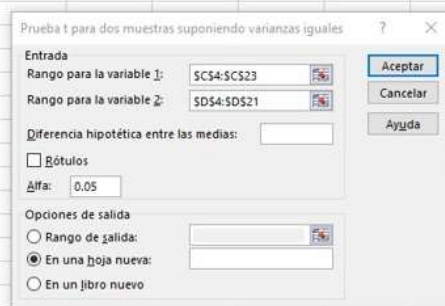 Prueba t para dos muestras suponiendo varianzas iguales ? ×
Entrada
Rango para la variable 1: $C$4:$C$23
Rango para la variable 2: $D$4:$D$21
Diferencia hipotética entre las medias:
Rótulos
Alfa: 0.05
Opciones de salida
Rango de salida:
En una hoja nueva:
En un libro nuevo
Aceptar
Cancelar
Ayuda